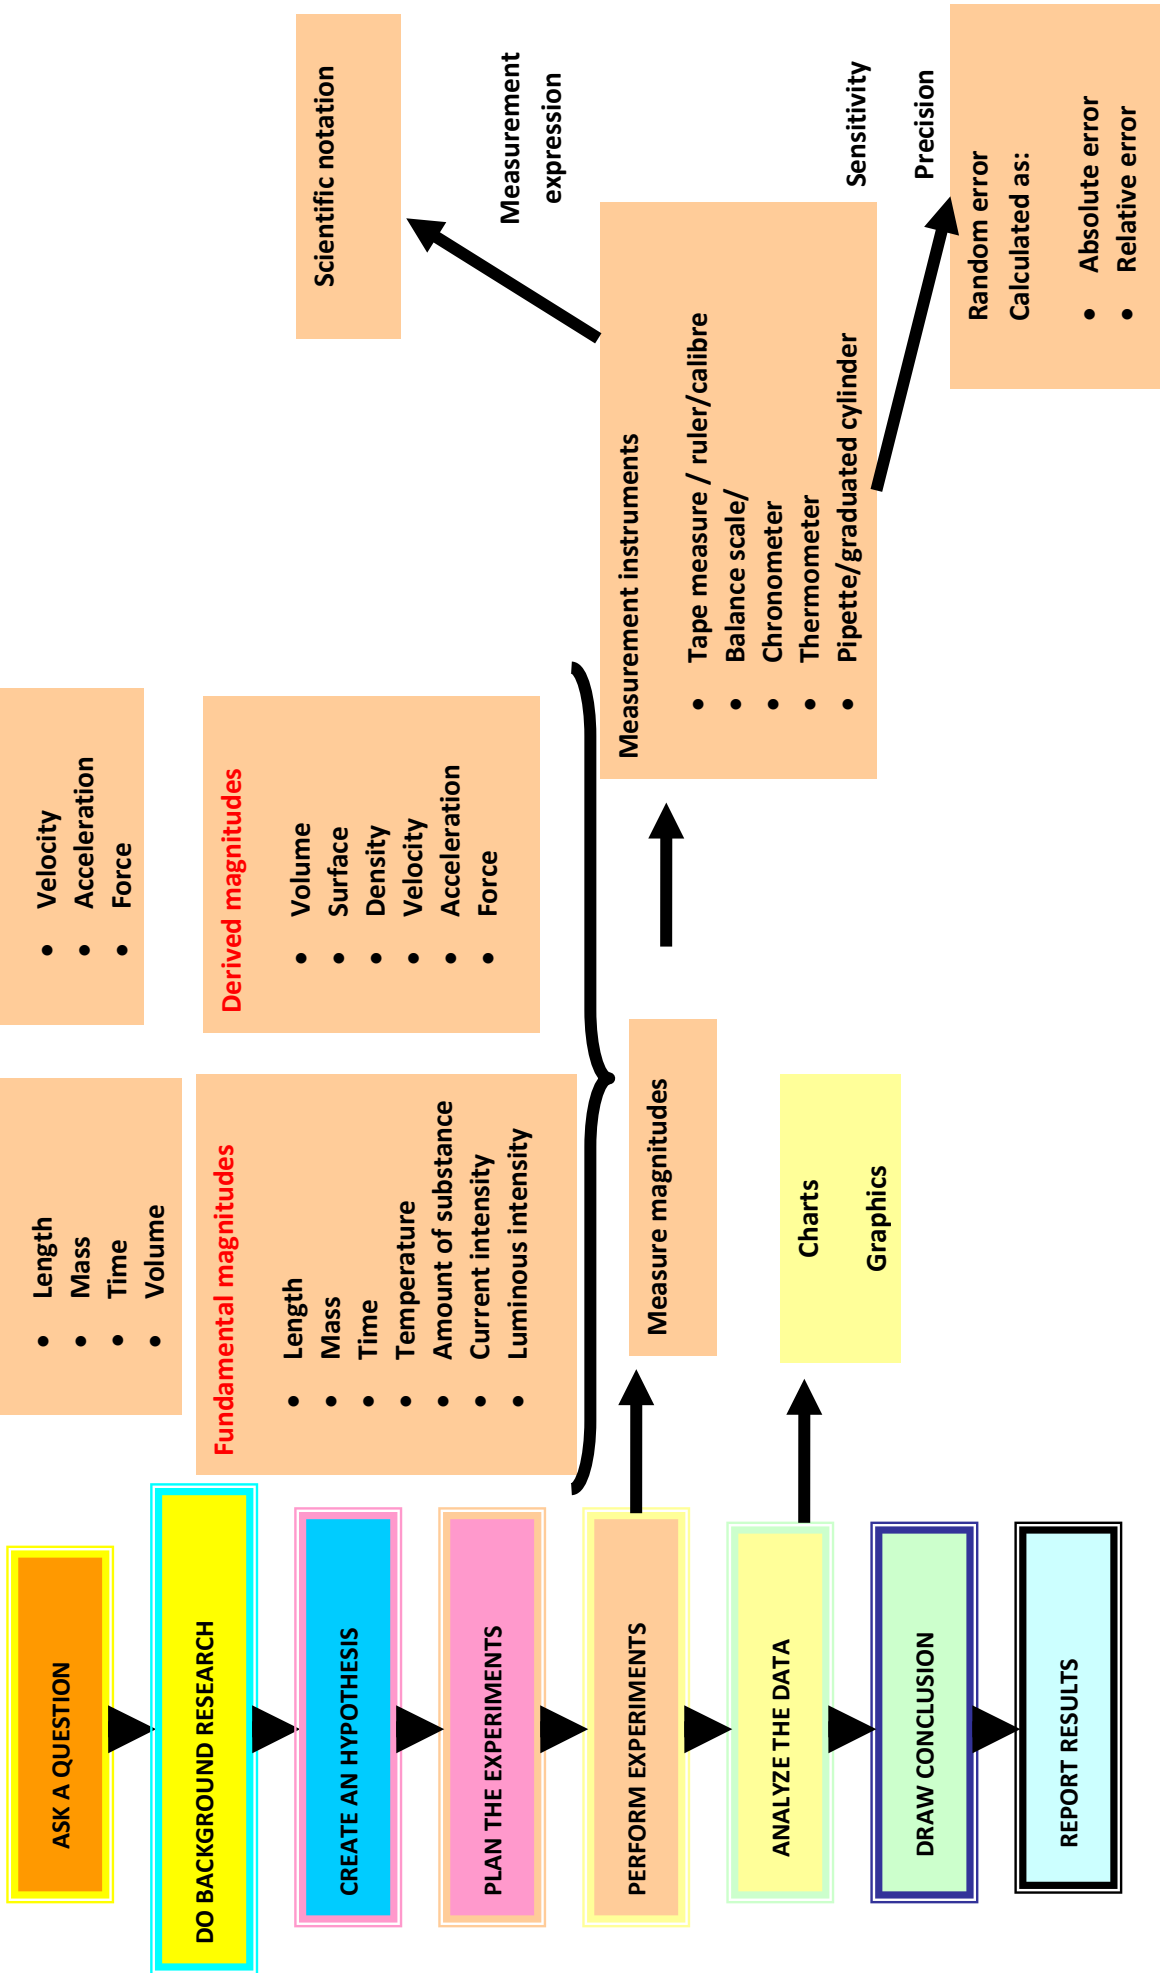 ASK A QUESTION
DO BACKGROUND RESEARCH
CREATE AN HYPOTHESIS
PLAN THE EXPERIMENTS
PERFORM EXPERIMENTS
ANALYZE THE DATA
DRAW CONCLUSION
REPORT RESULTS
• Length
• Mass
• Time
• Volume
• Velocity
• Acceleration
• Force
Fundamental magnitudes
• Length
• Mass
• Time
• Temperature
• Amount of substance
• Current intensity
• Luminous intensity
Derived magnitudes
• Volume
• Surface
• Density
• Velocity
• Acceleration
• Force
Measure magnitudes
Charts
Graphics
Measurement instruments
• Tape measure / ruler/calibre
• Balance scale/
• Chronometer
• Thermometer
• Pipette/graduated cylinder
Scientific notation
Measurement
expression
Sensitivity
Precision
Random error
Calculated as:
• Absolute error
• Relative error